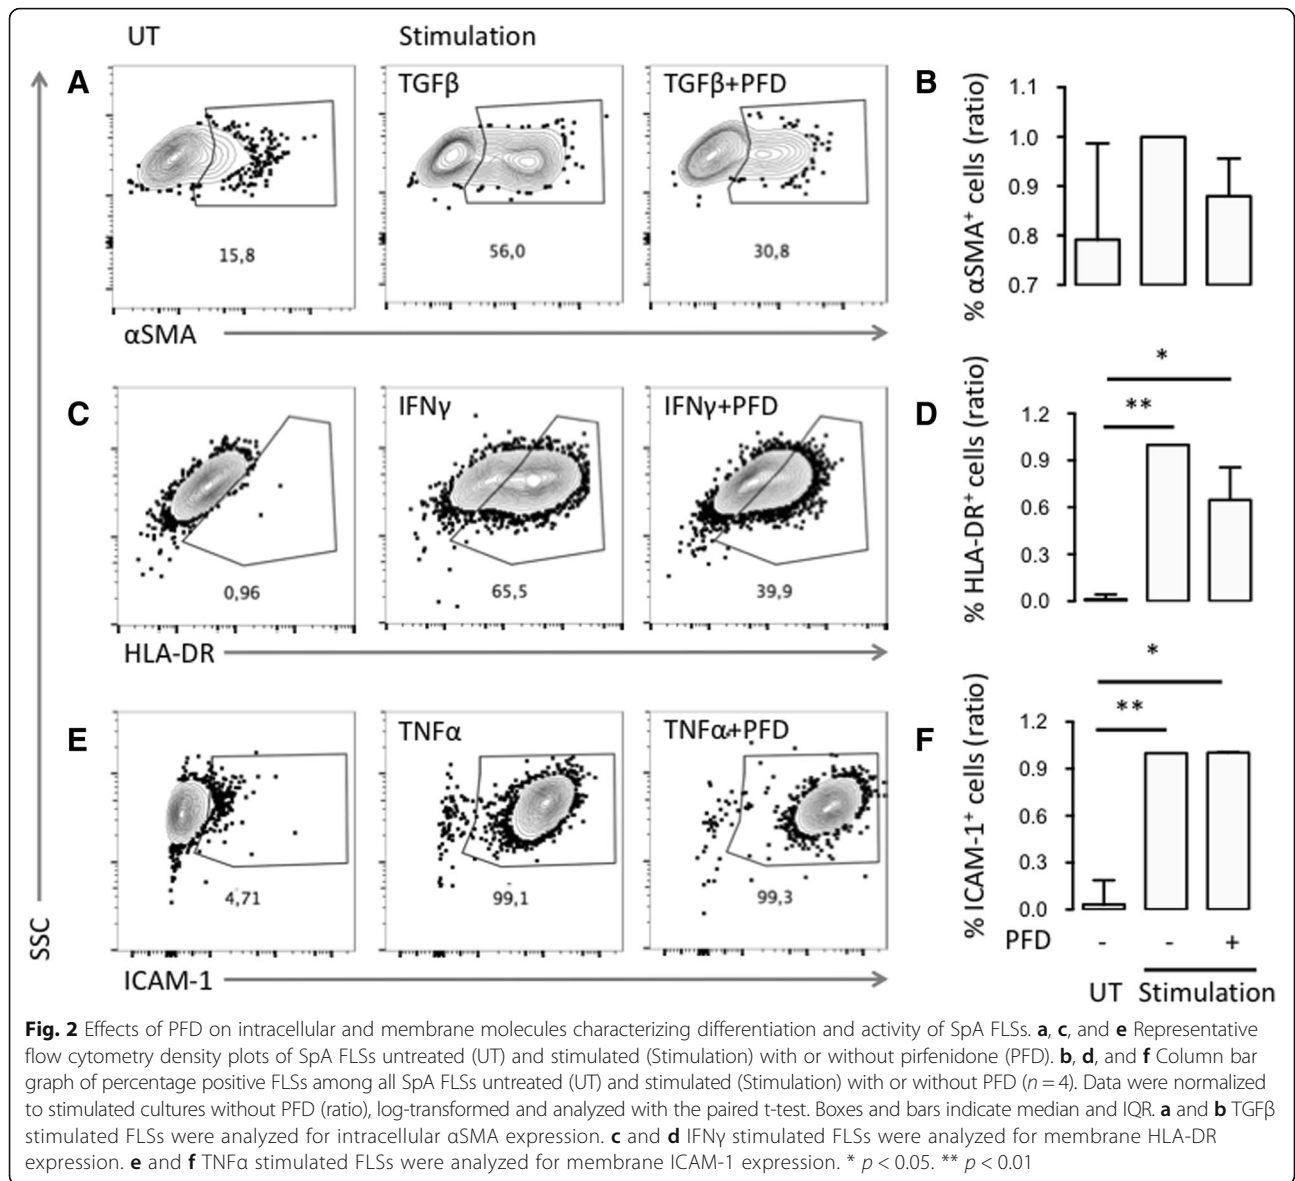 UT Stimulation
A TGFβ TGFβ+PFD B
15,8 56,0 30,8
αSMA
% αSMA⁺ cells (ratio)
1.1
1.0
0.9
0.8
0.7
C IFNγ IFNγ+PFD D
0,96 65,5 39,9
HLA-DR
% HLA-DR⁺ cells (ratio)
*
**
1.2
0.9
0.6
0.3
0.0
E TNFα TNFα+PFD F
4,71 99,1 99,3
ICAM-1
SSC
% ICAM-1⁺ cells (ratio)
*
**
1.2
0.9
0.6
0.3
0.0
PFD - - +
UT Stimulation
Fig. 2 Effects of PFD on intracellular and membrane molecules characterizing differentiation and activity of SpA FLSs. a, c, and e Representative
flow cytometry density plots of SpA FLSs untreated (UT) and stimulated (Stimulation) with or without pirfenidone (PFD). b, d, and f Column bar
graph of percentage positive FLSs among all SpA FLSs untreated (UT) and stimulated (Stimulation) with or without PFD (n = 4). Data were normalized
to stimulated cultures without PFD (ratio), log-transformed and analyzed with the paired t-test. Boxes and bars indicate median and IQR. a and b TGFβ
stimulated FLSs were analyzed for intracellular αSMA expression. c and d IFNγ stimulated FLSs were analyzed for membrane HLA-DR
expression. e and f TNFα stimulated FLSs were analyzed for membrane ICAM-1 expression. * p < 0.05. ** p < 0.01